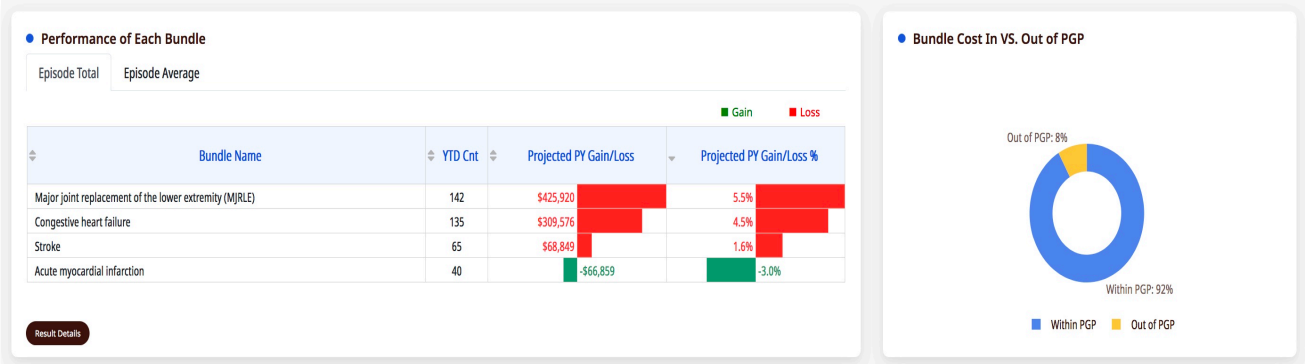 Performance of Each Bundle
Episode Total Episode Average
Gain Loss
Bundle Name YTD Cnt Projected PY Gain/Loss Projected PY Gain/Loss %
Major joint replacement of the lower extremity (MJRLE) 142 $425,920 5.5%
Congestive heart failure 135 $309,576 4.5%
Stroke 65 $68,849 1.6%
Acute myocardial infarction 40 -$66,859 -3.0%
Result Details
Bundle Cost In VS. Out of PGP
Out of PGP: 8%
Within PGP: 92%
Within PGP Out of PGP